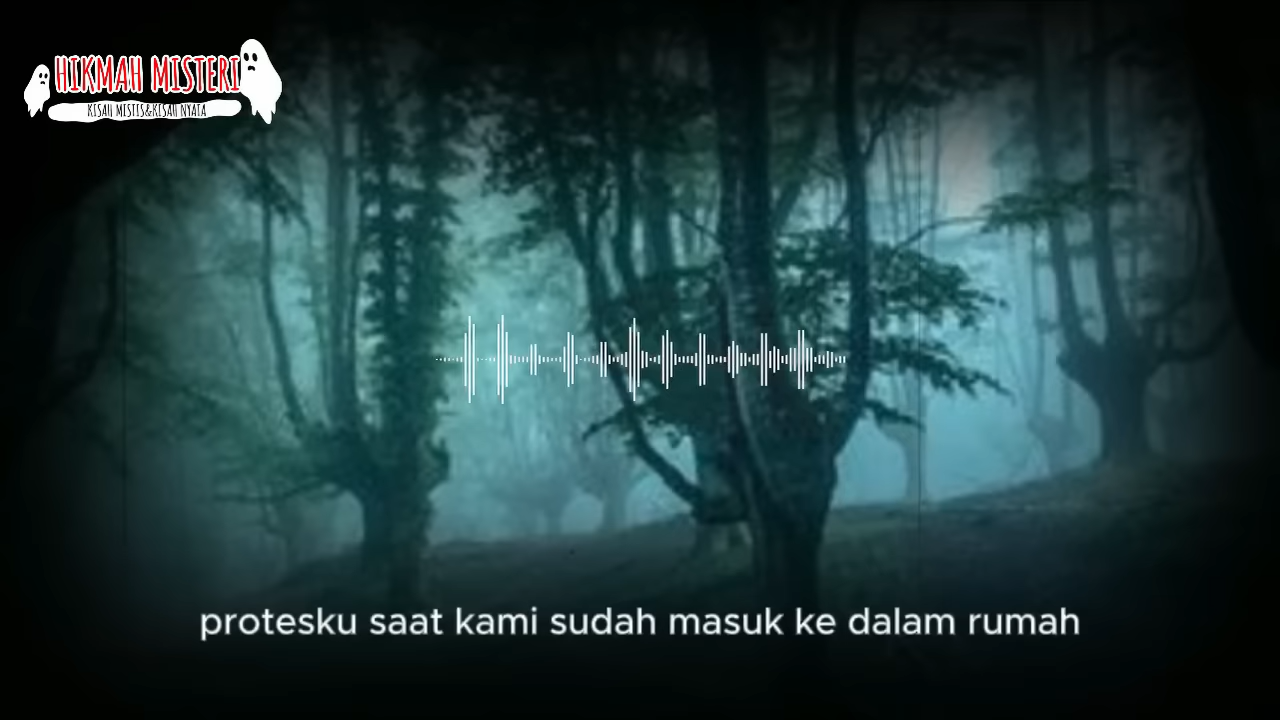 HIKMAH MISTERI
KISAH MISTIS&KISAH NYATA
protesku saat kami sudah masuk ke dalam rumah